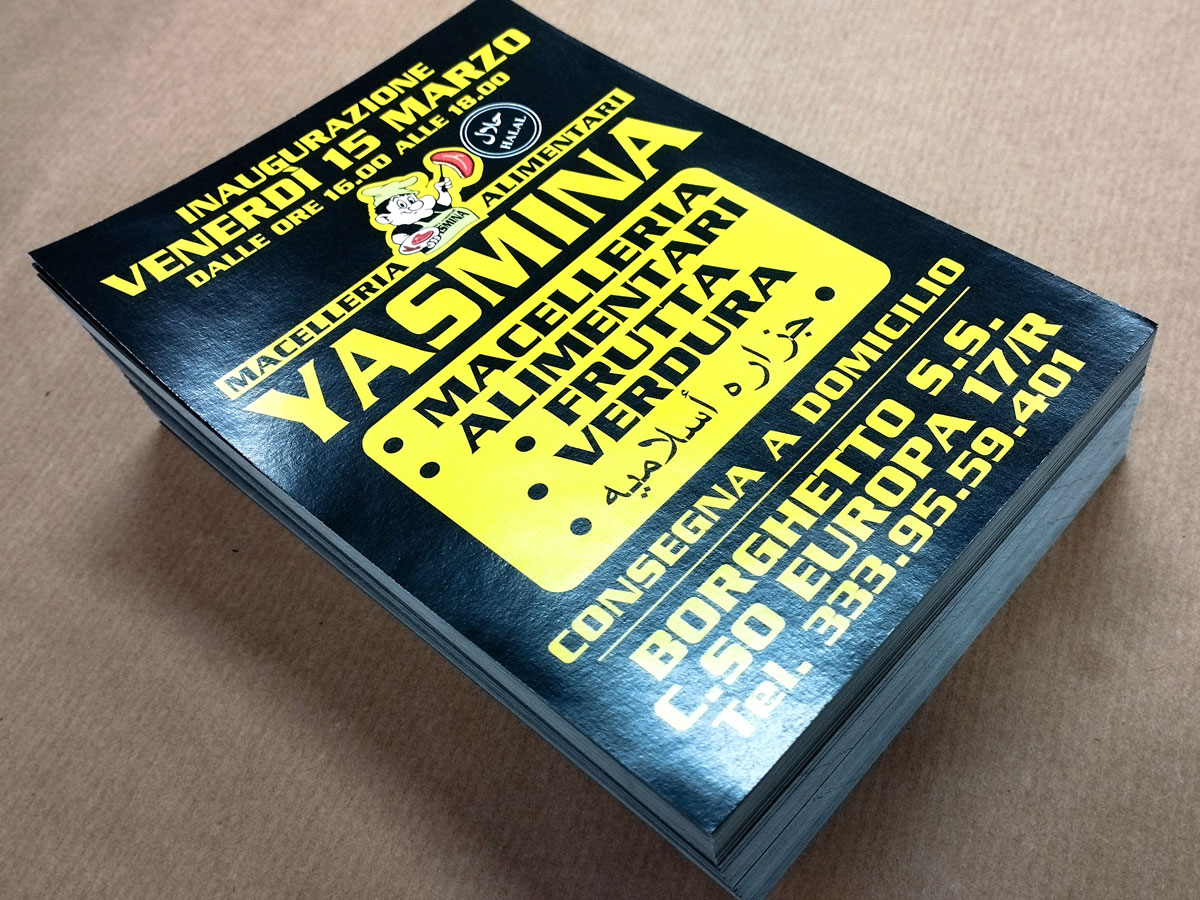 INAUGURAZIONE
VENERDÌ 15 MARZO
DALLE ORE 16.00 ALLE 18.00
حلال
HALAL
SMINA
MACELLERIA ALIMENTARI
YASMINA
MACELLERIA
ALIMENTARI
FRUTTA
VERDURA
جزاره أسلاميه
CONSEGNA A DOMICILIO
BORGHETTO S.S.
C.SO EUROPA 17/R
Tel. 333.95.59.401